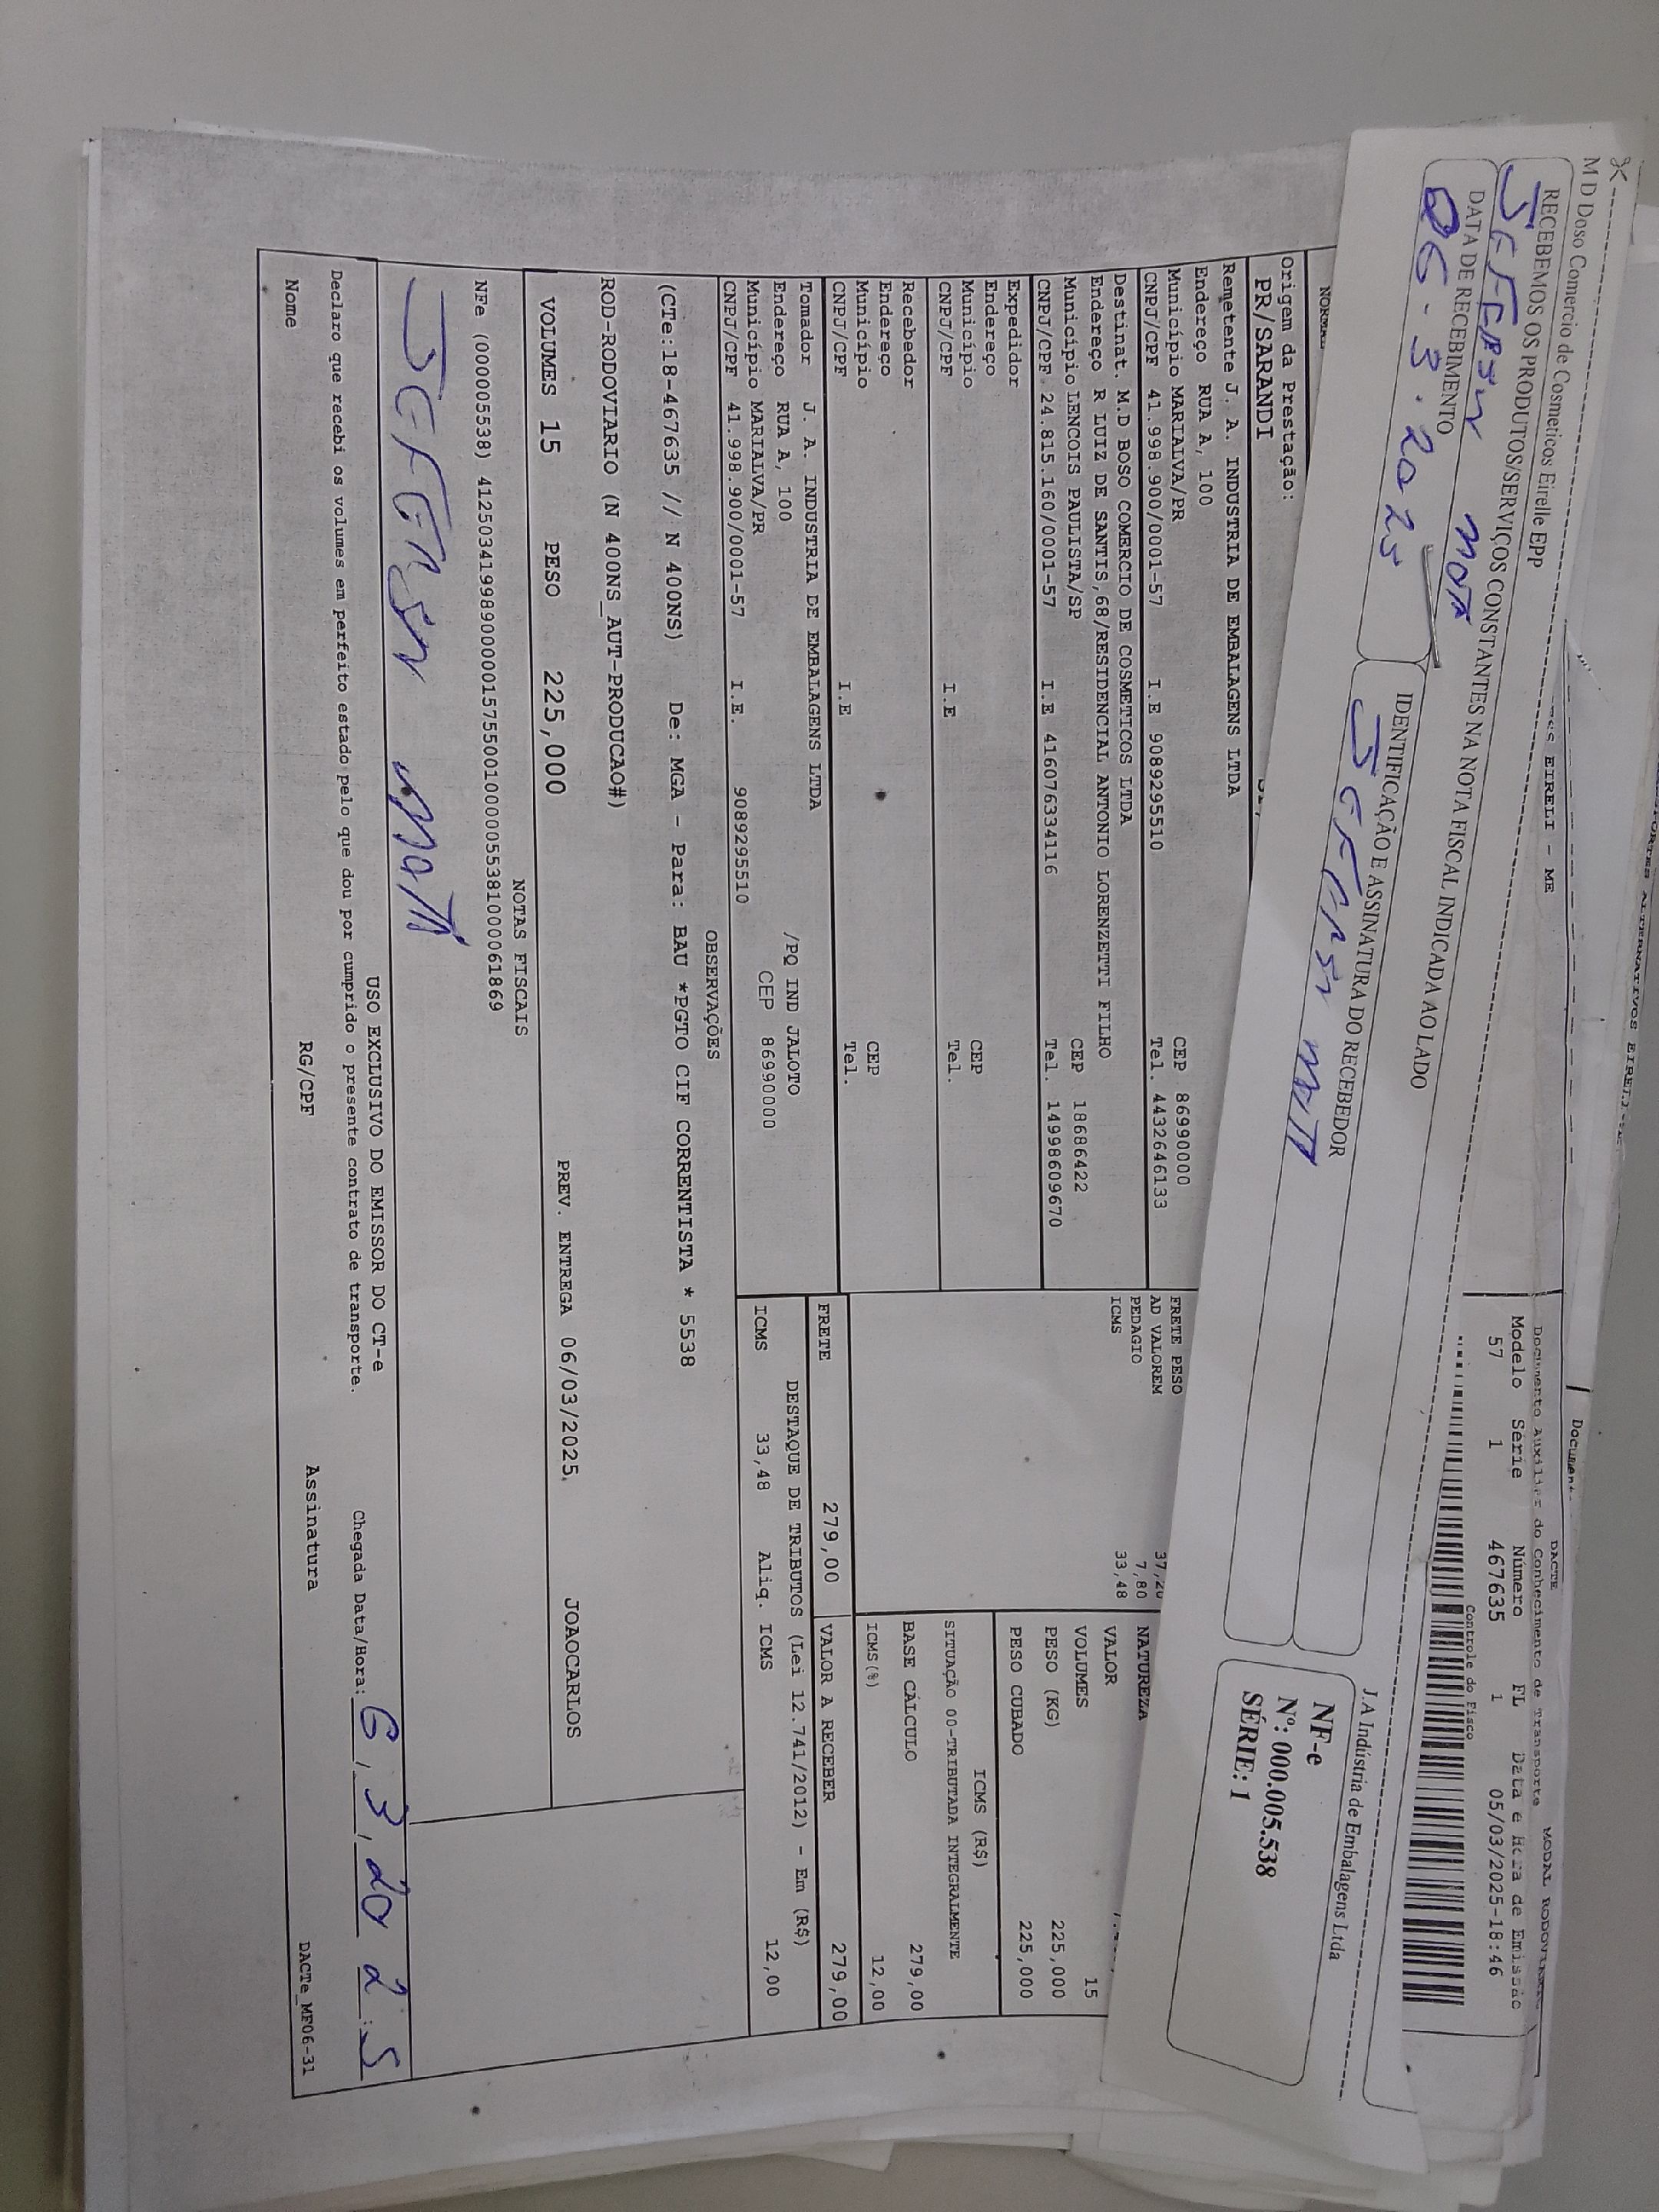 MODAL RODOVIARIO
DACTE
Documento Auxiliar do Conhecimento de Transporte
Modelo Série Número FL Data e Hora de Emissão
57 1 467635 1 05/03/2025-18:46
Controle do Fisco
EIRELI - ME
M D Doso Comercio de Cosmeticos Eirelle EPP
RECEBEMOS OS PRODUTOS/SERVIÇOS CONSTANTES NA NOTA FISCAL INDICADA AO LADO
DATA DE RECEBIMENTO
06.3.2025
IDENTIFICAÇÃO E ASSINATURA DO RECEBEDOR
J.A Indústria de Embalagens Ltda
NF-e
Nº: 000.005.538
SÉRIE: 1
Origem da Prestação:
PR/SARANDI
Remetente J. A. INDUSTRIA DE EMBALAGENS LTDA
Endereço RUA A, 100
Município MARIALVA/PR CEP 86990000
CNPJ/CPF 41.998.900/0001-57 I.E 9089295510 Tel. 4432646133
Destinat. M.D BOSO COMERCIO DE COSMETICOS LTDA
Endereço R LUIZ DE SANTIS,68/RESIDENCIAL ANTONIO LORENZETTI FILHO
Município LENCOIS PAULISTA/SP CEP 18686422
CNPJ/CPF 24.815.160/0001-57 I.E 416076334116 Tel. 14998609670
Expedidor
Endereço
Município CEP
CNPJ/CPF I.E Tel.
Recebedor
Endereço
Município CEP
CNPJ/CPF I.E Tel.
Tomador J. A. INDUSTRIA DE EMBALAGENS LTDA
Endereço RUA A, 100 /PQ IND JALOTO
Município MARIALVA/PR CEP 86990000
CNPJ/CPF 41.998.900/0001-57 I.E. 9089295510
FRETE PESO
AD VALOREM 37,20
PEDAGIO 7,80
ICMS 33,48
NATUREZA
VALOR
VOLUMES 15
PESO (KG) 225,000
PESO CUBADO 225,000
ICMS (R$)
SITUAÇÃO 00-TRIBUTADA INTEGRALMENTE
BASE CÁLCULO 279,00
ICMS(%) 12,00
FRETE 279,00 VALOR A RECEBER 279,00
DESTAQUE DE TRIBUTOS (Lei 12.741/2012) - Em (R$)
ICMS 33,48 Aliq. ICMS 12,00
OBSERVAÇÕES
(CTe:18-467635 // N 400NS) De: MGA - Para: BAU *PGTO CIF CORRENTISTA * 5538
ROD-RODOVIARIO (N 400NS_AUT-PRODUCAO#)
VOLUMES 15 PESO 225,000 PREV. ENTREGA 06/03/2025. JOAOCARLOS
NOTAS FISCAIS
NFe (000005538) 41250341998900000157550010000055381000061869
USO EXCLUSIVO DO EMISSOR DO CT-e
Declaro que recebi os volumes em perfeito estado pelo que dou por cumprido o presente contrato de transporte.
Chegada Data/Hora: 6/3/20 2:5
Nome RG/CPF Assinatura DACTe_MF06-31